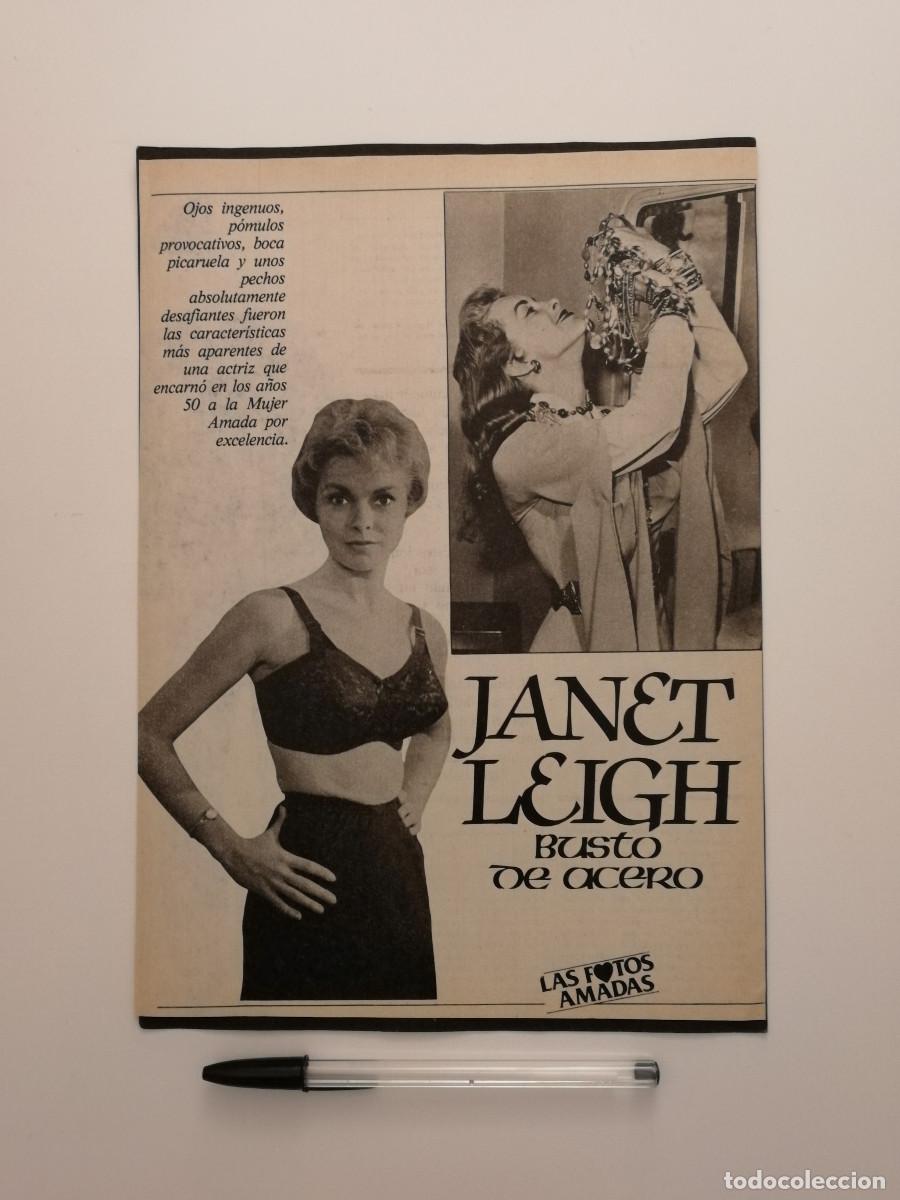 Ojos ingenuos,
pómulos
provocativos, boca
picaruela y unos
pechos
absolutamente
desafiantes fueron
las características
más aparentes de
una actriz que
encarnó en los años
50 a la Mujer
Amada por
excelencia.
JANET
LEIGH
BUSTO
DE ACERO
LAS FOTOS
AMADAS
todocoleccion